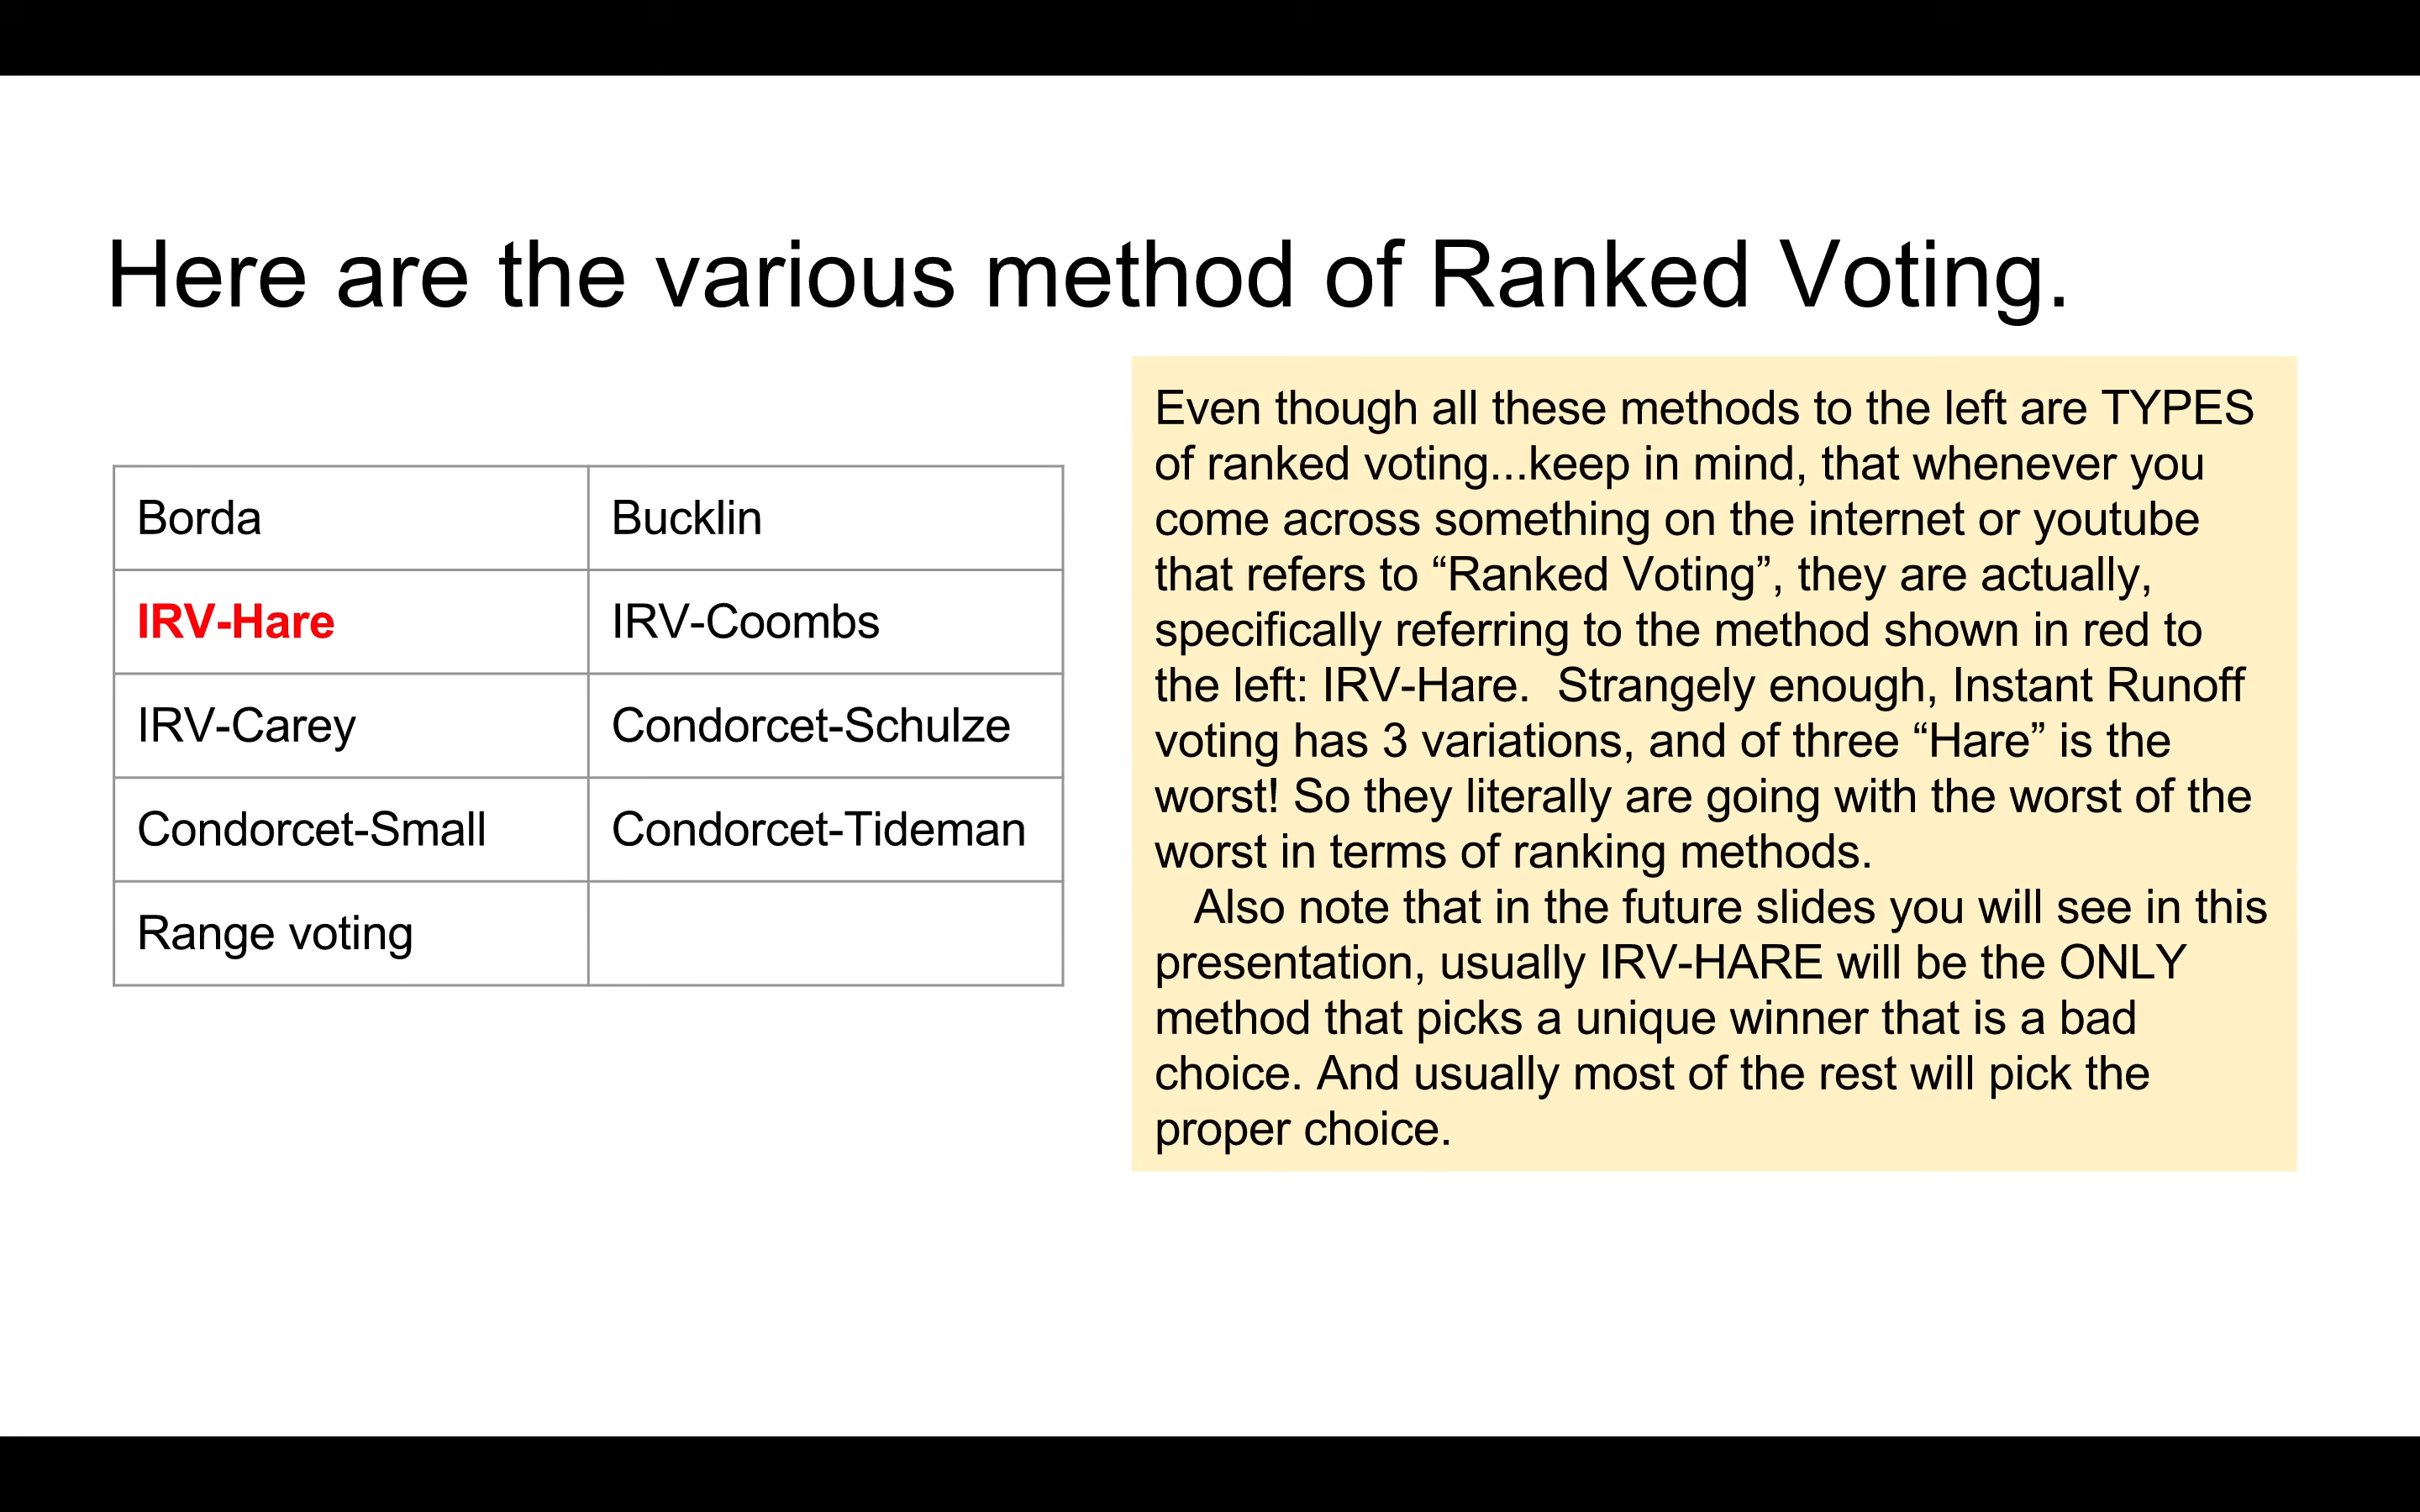 Here are the various method of Ranked Voting.
Borda
Bucklin
IRV-Hare
IRV-Coombs
IRV-Carey
Condorcet-Schulze
Condorcet-Small
Condorcet-Tideman
Range voting
Even though all these methods to the left are TYPES
of ranked voting...keep in mind, that whenever you
come across something on the internet or youtube
that refers to “Ranked Voting”, they are actually,
specifically referring to the method shown in red to
the left: IRV-Hare.  Strangely enough, Instant Runoff
voting has 3 variations, and of three “Hare” is the
worst! So they literally are going with the worst of the
worst in terms of ranking methods.
Also note that in the future slides you will see in this
presentation, usually IRV-HARE will be the ONLY
method that picks a unique winner that is a bad
choice. And usually most of the rest will pick the
proper choice.